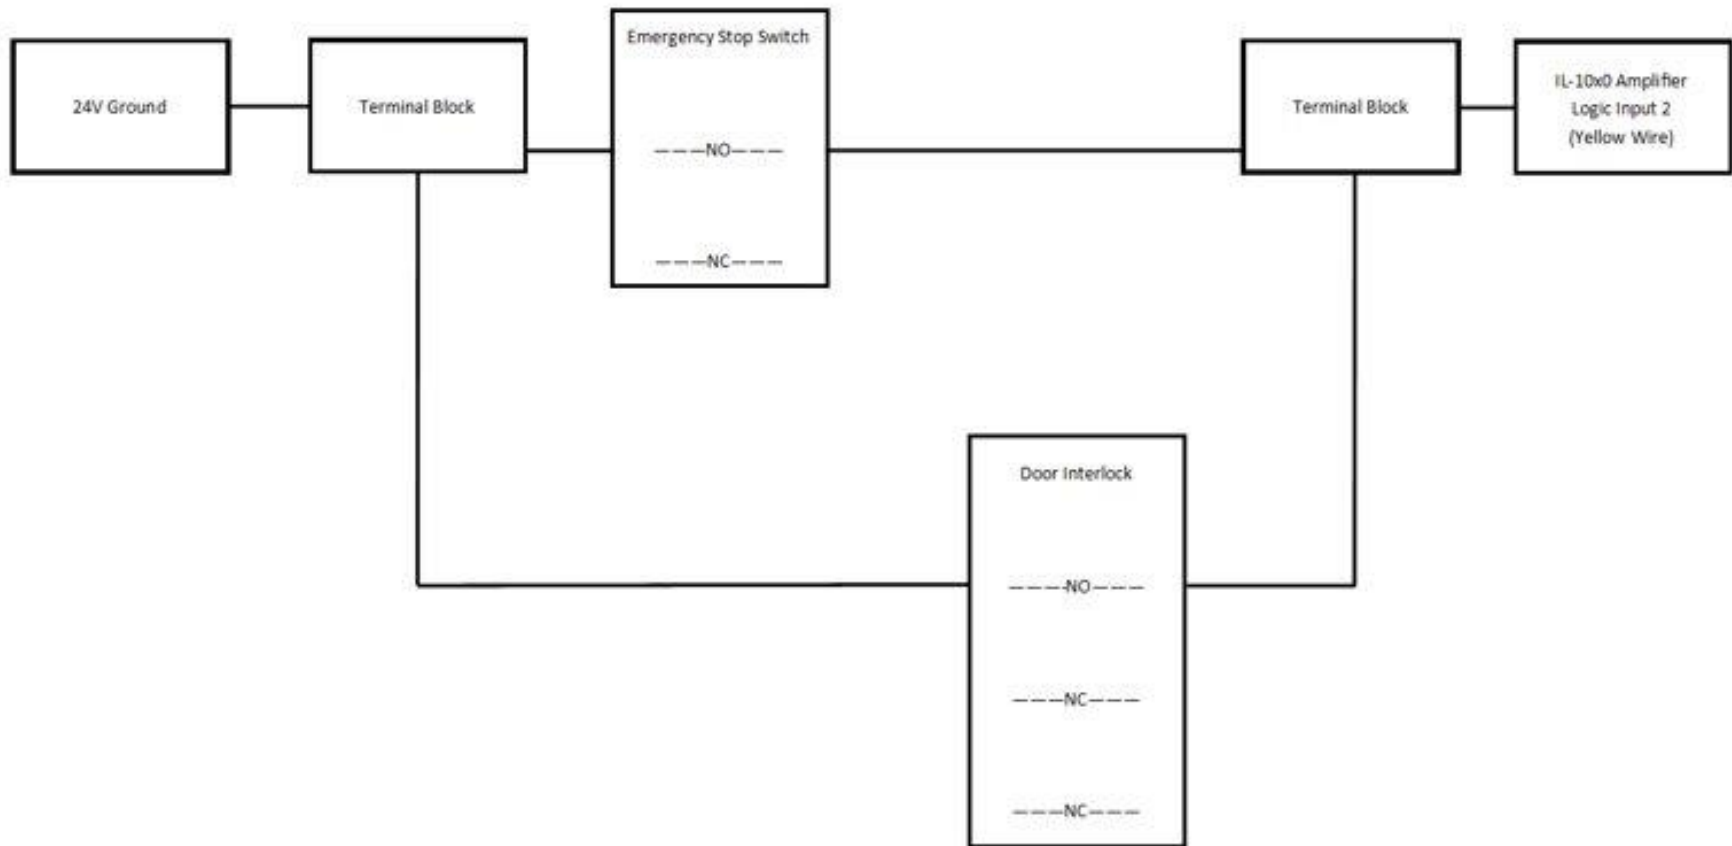 24V Ground
Terminal Block
Emergency Stop Switch
———NO———
———NC———
Terminal Block
IL-10x0 Amplifier
Logic Input 2
(Yellow Wire)
Door Interlock
———-NO———
———NC———
———NC———